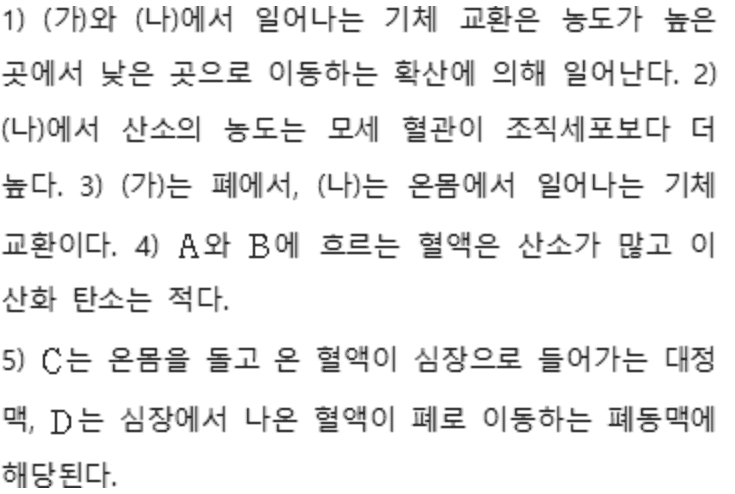 1) (가)와 (나)에서 일어나는 기체 교환은 농도가 높은
곳에서 낮은 곳으로 이동하는 확산에 의해 일어난다. 2)
(나)에서 산소의 농도는 모세 혈관이 조직세포보다 더
높다. 3) (가)는 폐에서, (나)는 온몸에서 일어나는 기체
교환이다. 4) A와 B에 흐르는 혈액은 산소가 많고 이
산화 탄소는 적다.
5) C는 온몸을 돌고 온 혈액이 심장으로 들어가는 대정
맥, D는 심장에서 나온 혈액이 폐로 이동하는 폐동맥에
해당된다.